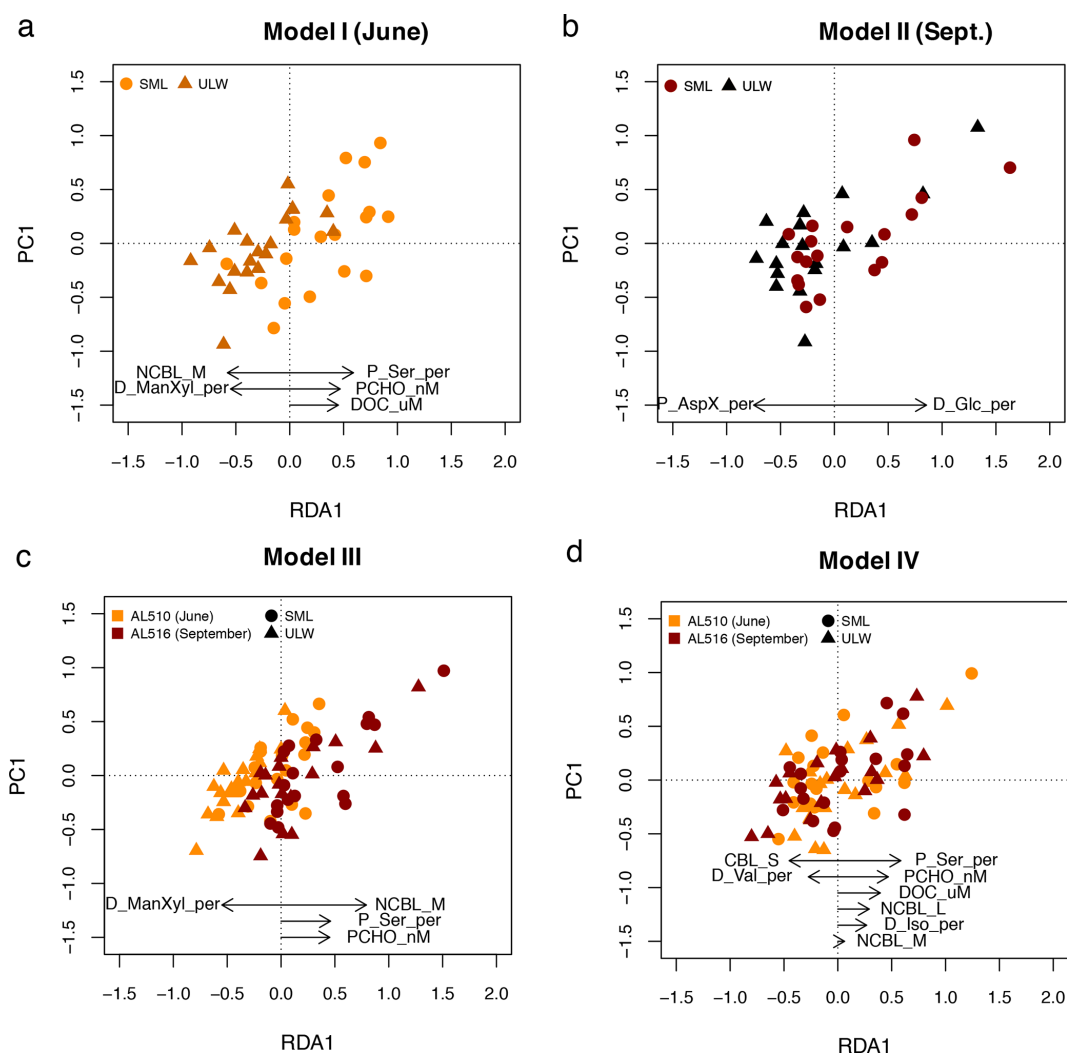 a
Model I (June)
SML ULW
1.5
1.0
0.5
0.0
−0.5
−1.0
−1.5
PC1
NCBL_M P_Ser_per
D_ManXyl_per PCHO_nM
DOC_uM
−1.5 −1.0 −0.5 0.0 0.5 1.0 1.5 2.0
RDA1
b
Model II (Sept.)
SML ULW
1.5
1.0
0.5
0.0
−0.5
−1.0
−1.5
PC1
P_AspX_per D_Glc_per
−1.5 −1.0 −0.5 0.0 0.5 1.0 1.5 2.0
RDA1
c
Model III
AL510 (June) SML
AL516 (September) ULW
1.5
1.0
0.5
0.0
−0.5
−1.0
−1.5
PC1
D_ManXyl_per NCBL_M
P_Ser_per
PCHO_nM
−1.5 −1.0 −0.5 0.0 0.5 1.0 1.5 2.0
RDA1
d
Model IV
AL510 (June) SML
AL516 (September) ULW
1.5
1.0
0.5
0.0
−0.5
−1.0
−1.5
PC1
CBL_S P_Ser_per
D_Val_per PCHO_nM
DOC_uM
NCBL_L
D_Iso_per
NCBL_M
−1.5 −1.0 −0.5 0.0 0.5 1.0 1.5 2.0
RDA1